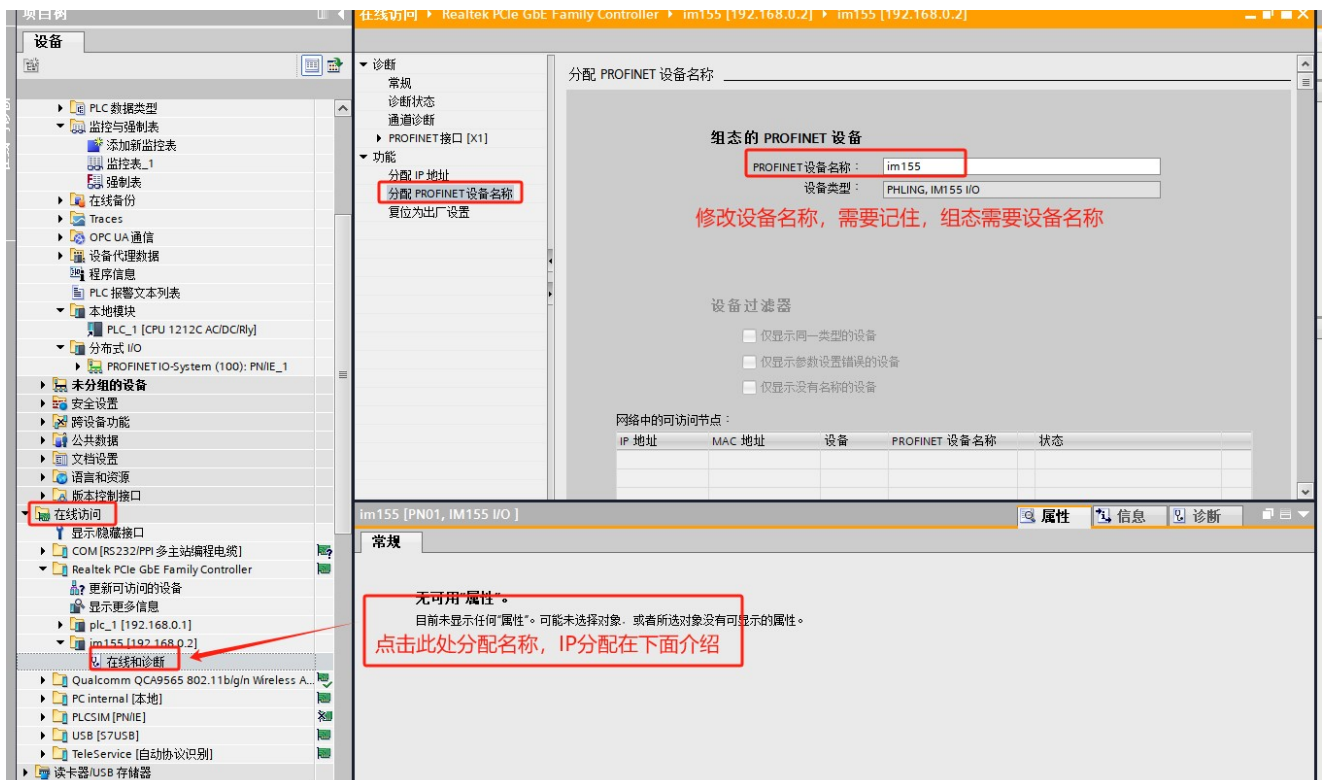 项目树
在线访问 ▸ Realtek PCIe GbE Family Controller ▸ im155 [192.168.0.2] ▸ im155 [192.168.0.2]
设备
PLC 数据类型
监控与强制表
添加新监控表
监控表_1
强制表
在线备份
Traces
OPC UA 通信
设备代理数据
程序信息
PLC 报警文本列表
本地模块
PLC_1 [CPU 1212C AC/DC/Rly]
分布式 I/O
PROFINET IO-System (100): PN/IE_1
未分组的设备
安全设置
跨设备功能
公共数据
文档设置
语言和资源
版本控制接口
在线访问
显示/隐藏接口
COM [RS232/PPI 多主站编程电缆]
Realtek PCIe GbE Family Controller
更新可访问的设备
显示更多信息
plc_1 [192.168.0.1]
im155 [192.168.0.2]
在线和诊断
Qualcomm QCA9565 802.11b/g/n Wireless A...
PC internal [本地]
PLCSIM [PN/IE]
USB [S7USB]
TeleService [自动协议识别]
读卡器/USB 存储器
诊断
常规
诊断状态
通道诊断
PROFINET接口 [X1]
功能
分配 IP 地址
分配 PROFINET 设备名称
复位为出厂设置
分配 PROFINET 设备名称
组态的 PROFINET 设备
PROFINET设备名称： im155
设备类型： PHLING, IM155 I/O
修改设备名称，需要记住，组态需要设备名称
设备过滤器
仅显示同一类型的设备
仅显示参数设置错误的设备
仅显示没有名称的设备
网络中的可访问节点：
IP 地址 MAC 地址 设备 PROFINET 设备名称 状态
im155 [PN01, IM155 I/O ]
属性 信息 诊断
常规
无可用“属性”。
目前未显示任何“属性”。可能未选择对象，或者所选对象没有可显示的属性。
点击此处分配名称，IP分配在下面介绍